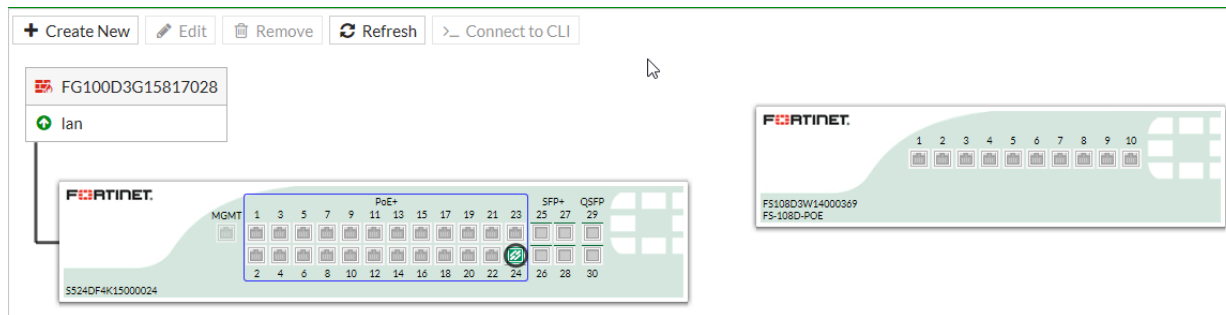 Create New Edit Remove Refresh >_ Connect to CLI
FG100D3G15817028
lan
FORTINET.
PoE+ SFP+ QSFP
MGMT 1 3 5 7 9 11 13 15 17 19 21 23 25 27 29
2 4 6 8 10 12 14 16 18 20 22 24 26 28 30
S524DF4K15000024
FORTINET.
1 2 3 4 5 6 7 8 9 10
FS108D3W14000369
FS-108D-POE